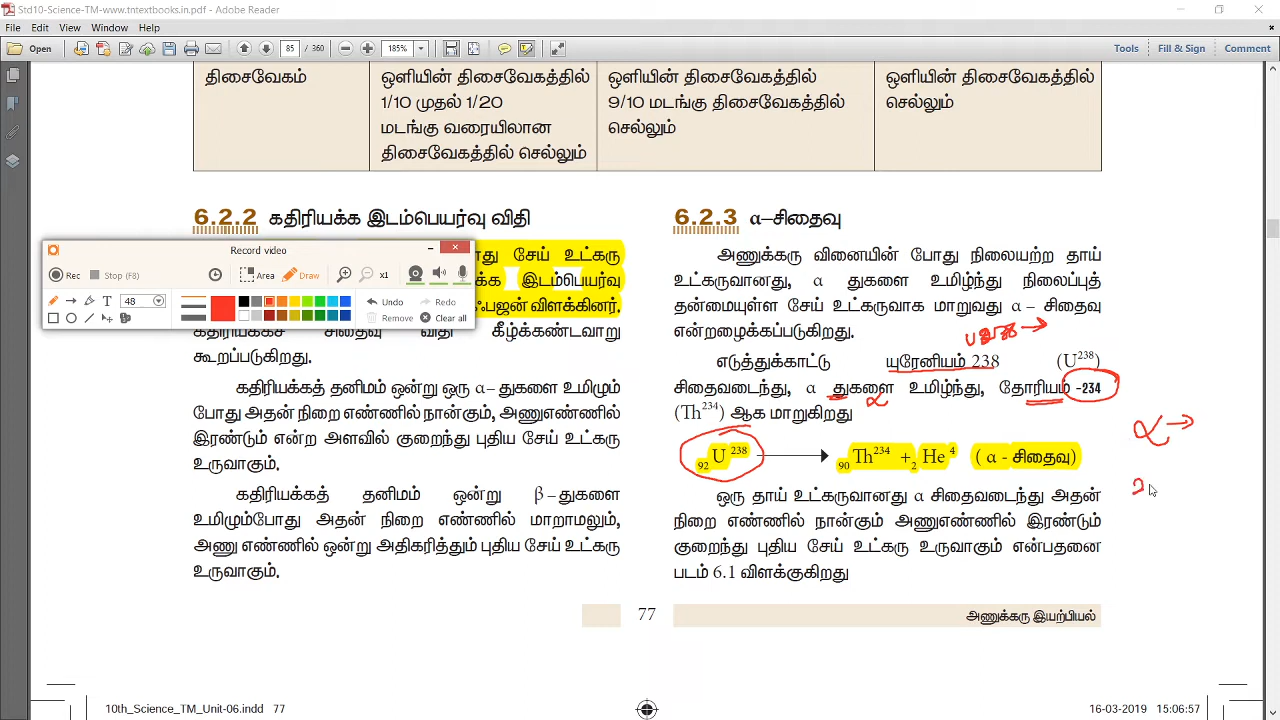 Std10-Science-TM-www.tntextbooks.in.pdf - Adobe Reader
File Edit View Window Help
Open 85 / 360 185% Tools Fill & Sign Comment
திசைவேகம்
ஒளியின் திசைவேகத்தில்
1/10 முதல் 1/20
மடங்கு வரையிலான
திசைவேகத்தில் செல்லும்
ஒளியின் திசைவேகத்தில்
9/10 மடங்கு திசைவேகத்தில்
செல்லும்
ஒளியின் திசைவேகத்தில்
செல்லும்
6.2.2 கதிரியக்க இடம்பெயர்வு விதி
Record video
Rec Stop (F8) Area Draw x1
T 48 Undo Redo
Remove Clear all
து சேய் உட்கரு
க்க இடம்பெயர்வு
ஃபஜன் விளக்கினர்.
கதிரியக்கச் சிதைவு விதி கீழ்க்கண்டவாறு
கூறப்படுகிறது.
கதிரியக்கத் தனிமம் ஒன்று ஒரு α– துகளை உமிழும்
போது அதன் நிறை எண்ணில் நான்கும், அணுஎண்ணில்
இரண்டும் என்ற அளவில் குறைந்து புதிய சேய் உட்கரு
உருவாகும்.
கதிரியக்கத் தனிமம் ஒன்று β –துகளை
உமிழும்போது அதன் நிறை எண்ணில் மாறாமலும்,
அணு எண்ணில் ஒன்று அதிகரித்தும் புதிய சேய் உட்கரு
உருவாகும்.
6.2.3 α–சிதைவு
அணுக்கரு வினையின் போது நிலையற்ற தாய்
உட்கருவானது, α துகளை உமிழ்ந்து நிலைப்புத்
தன்மையுள்ள சேய் உட்கருவாக மாறுவது α – சிதைவு
என்றழைக்கப்படுகிறது.
எடுத்துக்காட்டு யுரேனியம் 238 (U²³⁸)
சிதைவடைந்து, α துகளை உமிழ்ந்து, தோரியம் -234
α
(Th²³⁴) ஆக மாறுகிறது
α →
₉₂U²³⁸ → ₉₀Th²³⁴ + ₂He⁴ ( α - சிதைவு)
2
ஒரு தாய் உட்கருவானது α சிதைவடைந்து அதன்
நிறை எண்ணில் நான்கும் அணுஎண்ணில் இரண்டும்
குறைந்து புதிய சேய் உட்கரு உருவாகும் என்பதனை
படம் 6.1 விளக்குகிறது
77
அணுக்கரு இயற்பியல்
10th_Science_TM_Unit-06.indd 77 16-03-2019 15:06:57